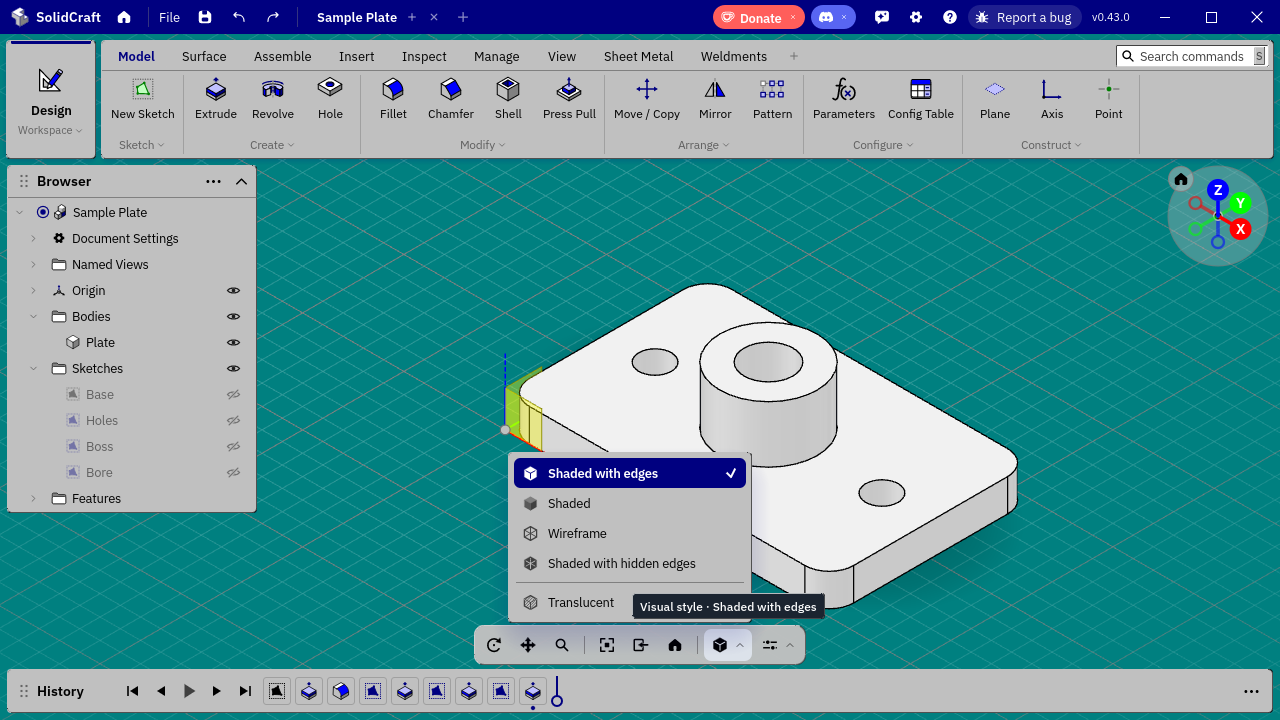 SolidCraft
File
Sample Plate
Donate
Report a bug
v0.43.0
Design
Workspace
Model
Surface
Assemble
Insert
Inspect
Manage
View
Sheet Metal
Weldments
Search commands
S
New Sketch
Extrude
Revolve
Hole
Fillet
Chamfer
Shell
Press Pull
Move / Copy
Mirror
Pattern
Parameters
Config Table
Plane
Axis
Point
Sketch
Create
Modify
Arrange
Configure
Construct
Browser
Sample Plate
Document Settings
Named Views
Origin
Bodies
Plate
Sketches
Base
Holes
Boss
Bore
Features
Z
Y
X
Shaded with edges
Shaded
Wireframe
Shaded with hidden edges
Translucent
Visual style · Shaded with edges
History